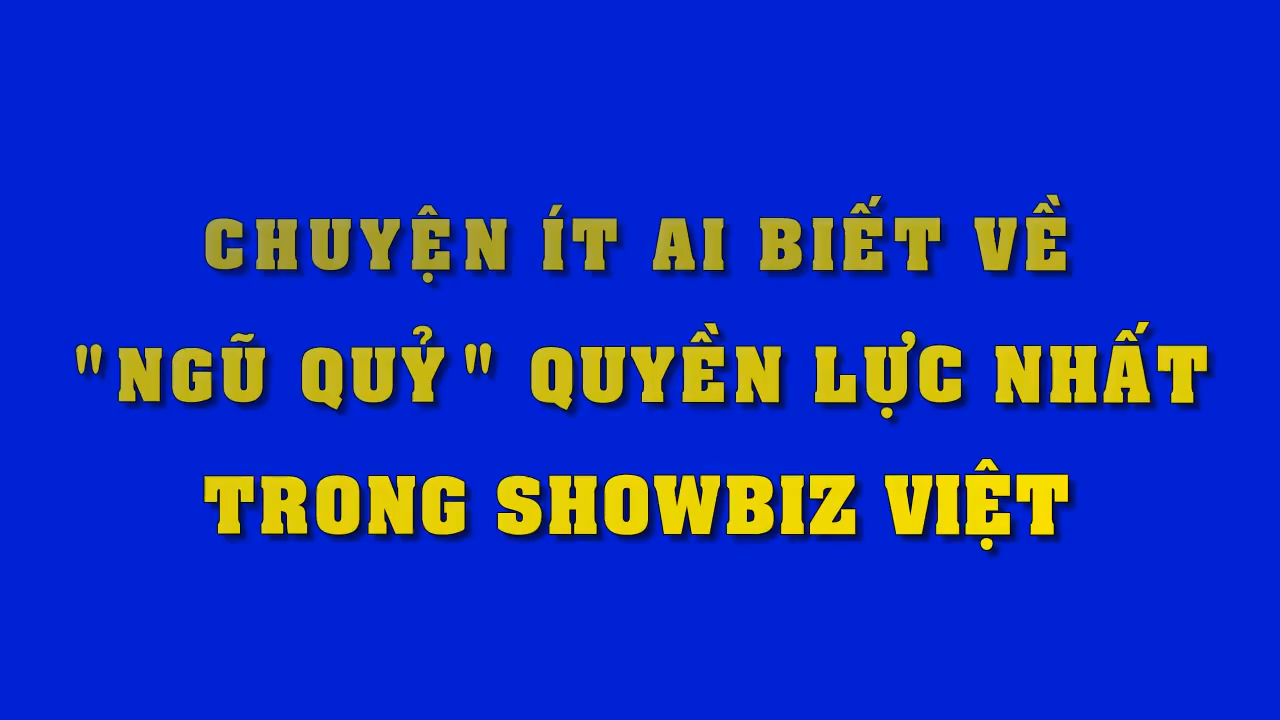 CHUYỆN ÍT AI BIẾT VỀ
"NGŨ QUỶ" QUYỀN LỰC NHẤT
TRONG SHOWBIZ VIỆT